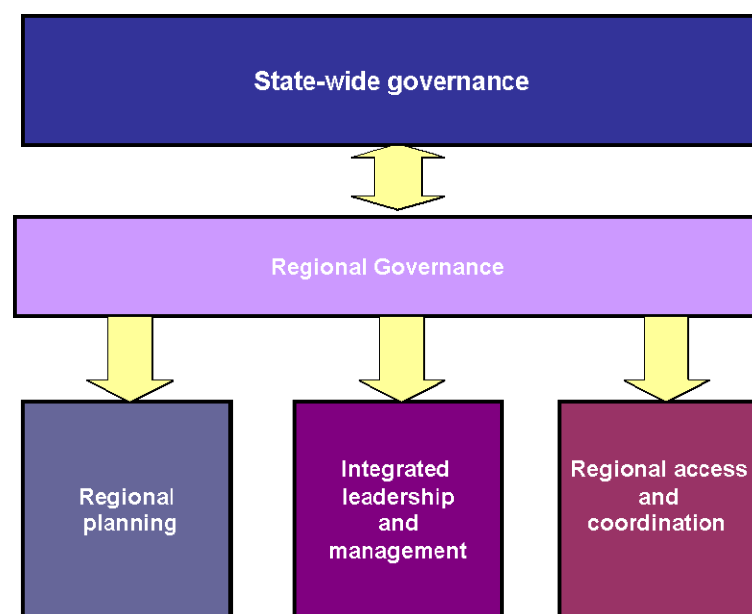 State-wide governance
Regional Governance
Regional
planning
Integrated
leadership
and
management
Regional access
and
coordination